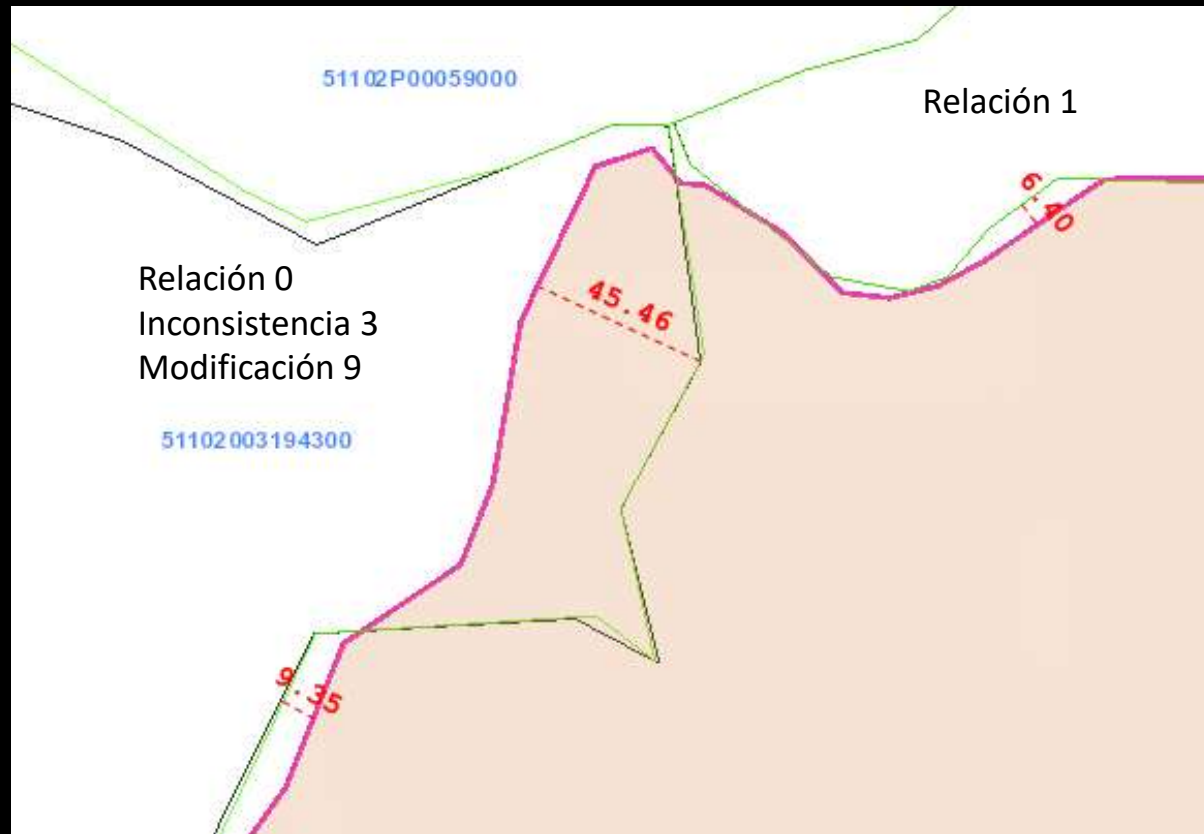 51102P00059000
Relación 1
6.40
Relación 0
Inconsistencia 3
Modificación 9
45.46
51102003194300
9.35